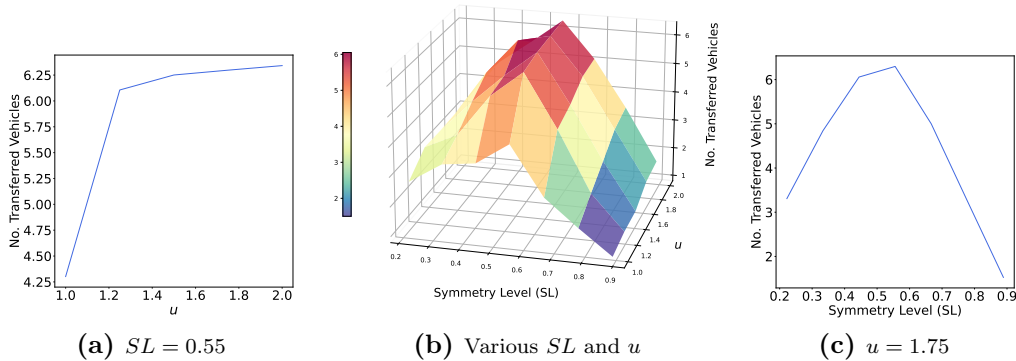 No. Transferred Vehicles
6.25
6.00
5.75
5.50
5.25
5.00
4.75
4.50
4.25
1.0 1.2 1.4 1.6 1.8 2.0
u
(a) SL = 0.55
6
5
4
3
2
6
5
4
3
2
1
No. Transferred Vehicles
2.0
1.8
1.6
1.4
1.2
1.0
u
0.2 0.3 0.4 0.5 0.6 0.7 0.8 0.9
Symmetry Level (SL)
(b) Various SL and u
No. Transferred Vehicles
6
5
4
3
2
0.2 0.3 0.4 0.5 0.6 0.7 0.8 0.9
Symmetry Level (SL)
(c) u = 1.75